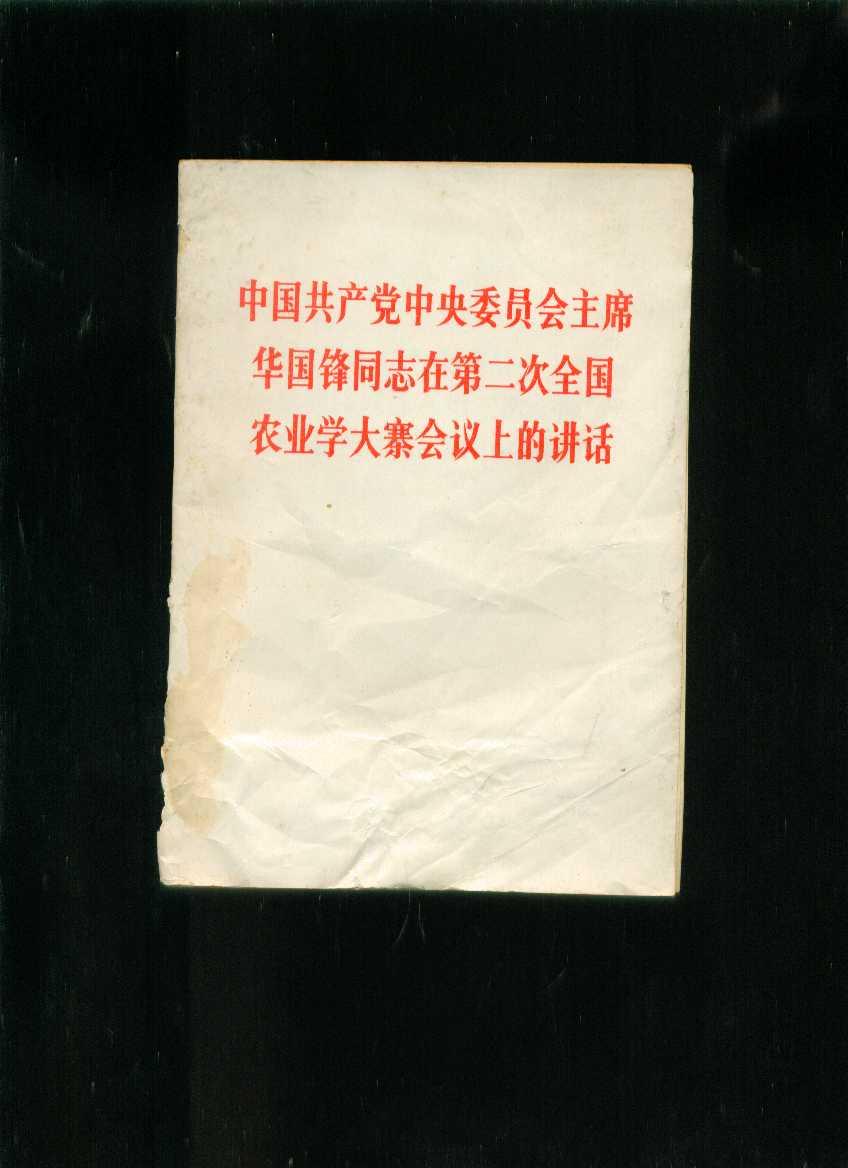 中国共产党中央委员会主席
华国锋同志在第二次全国
农业学大寨会议上的讲话